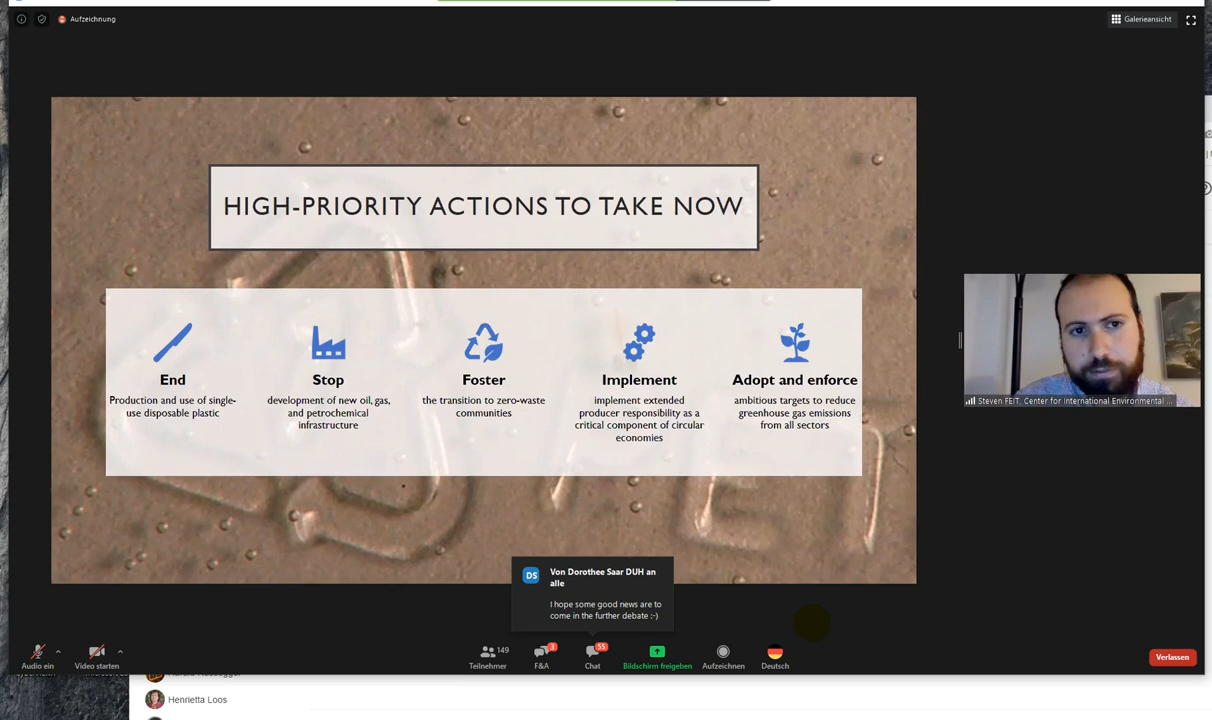 Aufzeichnung
Galerieansicht
HIGH-PRIORITY ACTIONS TO TAKE NOW
End
Production and use of single-
use disposable plastic
Stop
development of new oil, gas,
and petrochemical
infrastructure
Foster
the transition to zero-waste
communities
Implement
implement extended
producer responsibility as a
critical component of circular
economies
Adopt and enforce
ambitious targets to reduce
greenhouse gas emissions
from all sectors
Steven FEIT, Center for International Environmental ...
DS
Von Dorothee Saar DUH an
alle
I hope some good news are to
come in the further debate :-)
Audio ein
Video starten
149
Teilnehmer
3
F&A
55
Chat
Bildschirm freigeben
Aufzeichnen
Deutsch
Verlassen
Henrietta Loos